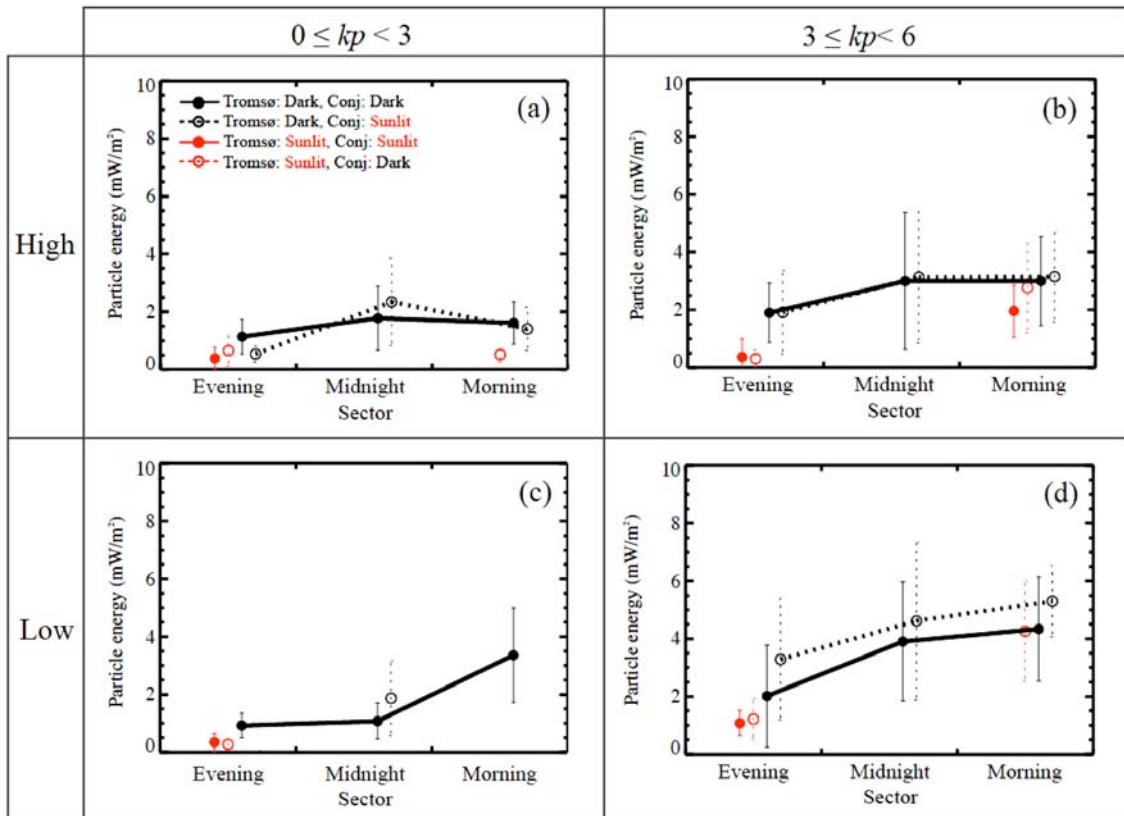 0 ≤ kp < 3
3 ≤ kp< 6
High
10
8
6
4
2
0
Particle energy (mW/m²)
Tromsø: Dark, Conj: Dark
Tromsø: Dark, Conj: Sunlit
Tromsø: Sunlit, Conj: Sunlit
Tromsø: Sunlit, Conj: Dark
(a)
Evening Midnight Morning
Sector
10
8
6
4
2
0
Particle energy (mW/m²)
(b)
Evening Midnight Morning
Sector
Low
10
8
6
4
2
0
Particle energy (mW/m²)
(c)
Evening Midnight Morning
Sector
10
8
6
4
2
0
Particle energy (mW/m²)
(d)
Evening Midnight Morning
Sector